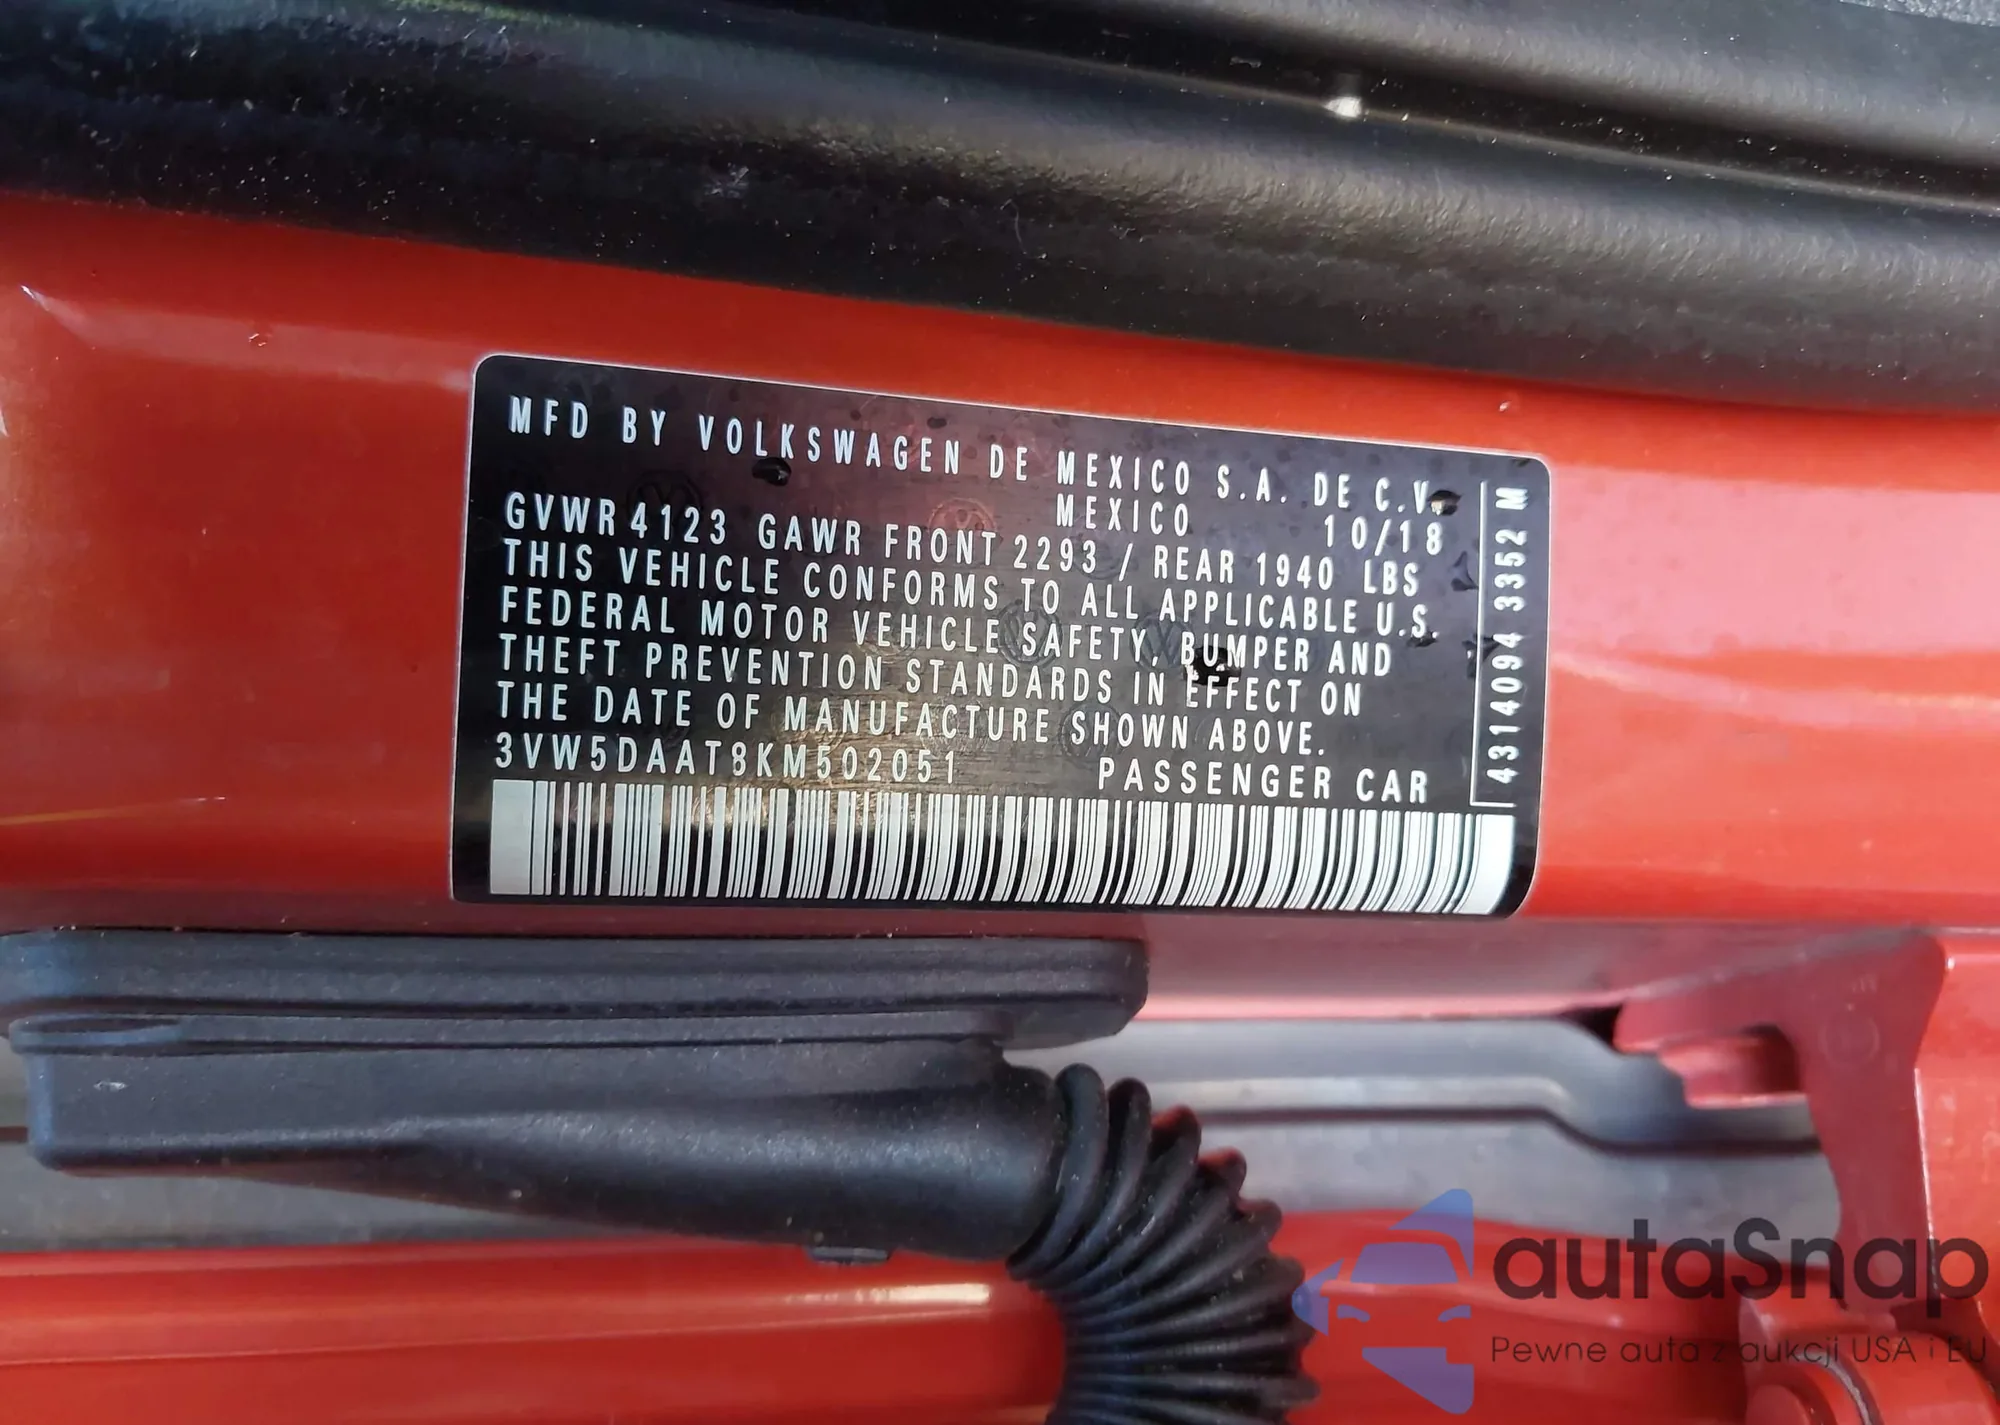 MFD BY VOLKSWAGEN DE MEXICO S.A. DE C.V.
MEXICO 10/18
GVWR 4123 GAWR FRONT 2293 / REAR 1940 LBS
THIS VEHICLE CONFORMS TO ALL APPLICABLE U.S.
FEDERAL MOTOR VEHICLE SAFETY, BUMPER AND
THEFT PREVENTION STANDARDS IN EFFECT ON
THE DATE OF MANUFACTURE SHOWN ABOVE.
3VW5DAAT8KM502051 PASSENGER CAR
4314094 3352 M
autaSnap
Pewne auta z aukcji USA i EU